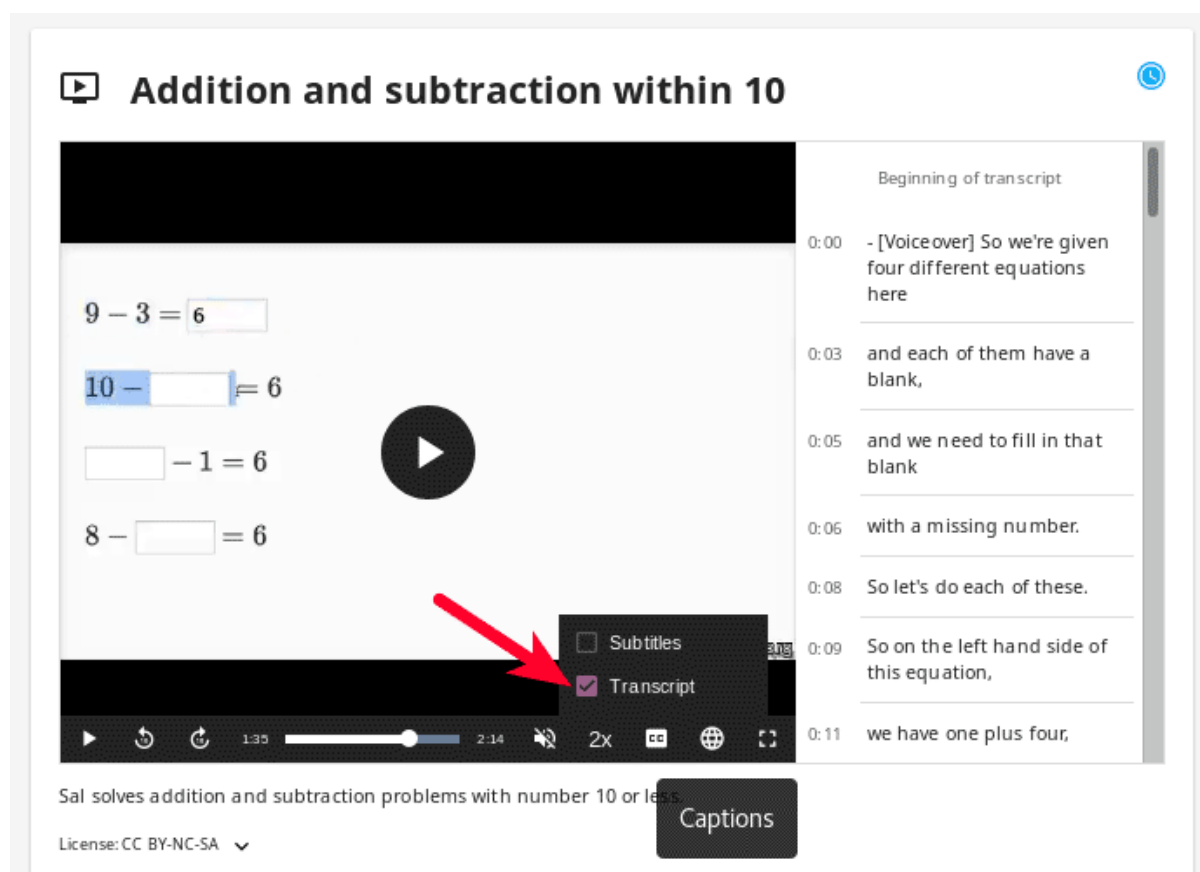 Addition and subtraction within 10
Beginning of transcript
0:00 - [Voiceover] So we're given
four different equations
here
0:03 and each of them have a
blank,
0:05 and we need to fill in that
blank
0:06 with a missing number.
0:08 So let's do each of these.
0:09 So on the left hand side of
this equation,
0:11 we have one plus four,
9 − 3 = 6
10 − = 6
− 1 = 6
8 − = 6
Subtitles
Transcript
1:35 2:14 2x CC
Captions
Sal solves addition and subtraction problems with number 10 or less.
License: CC BY-NC-SA